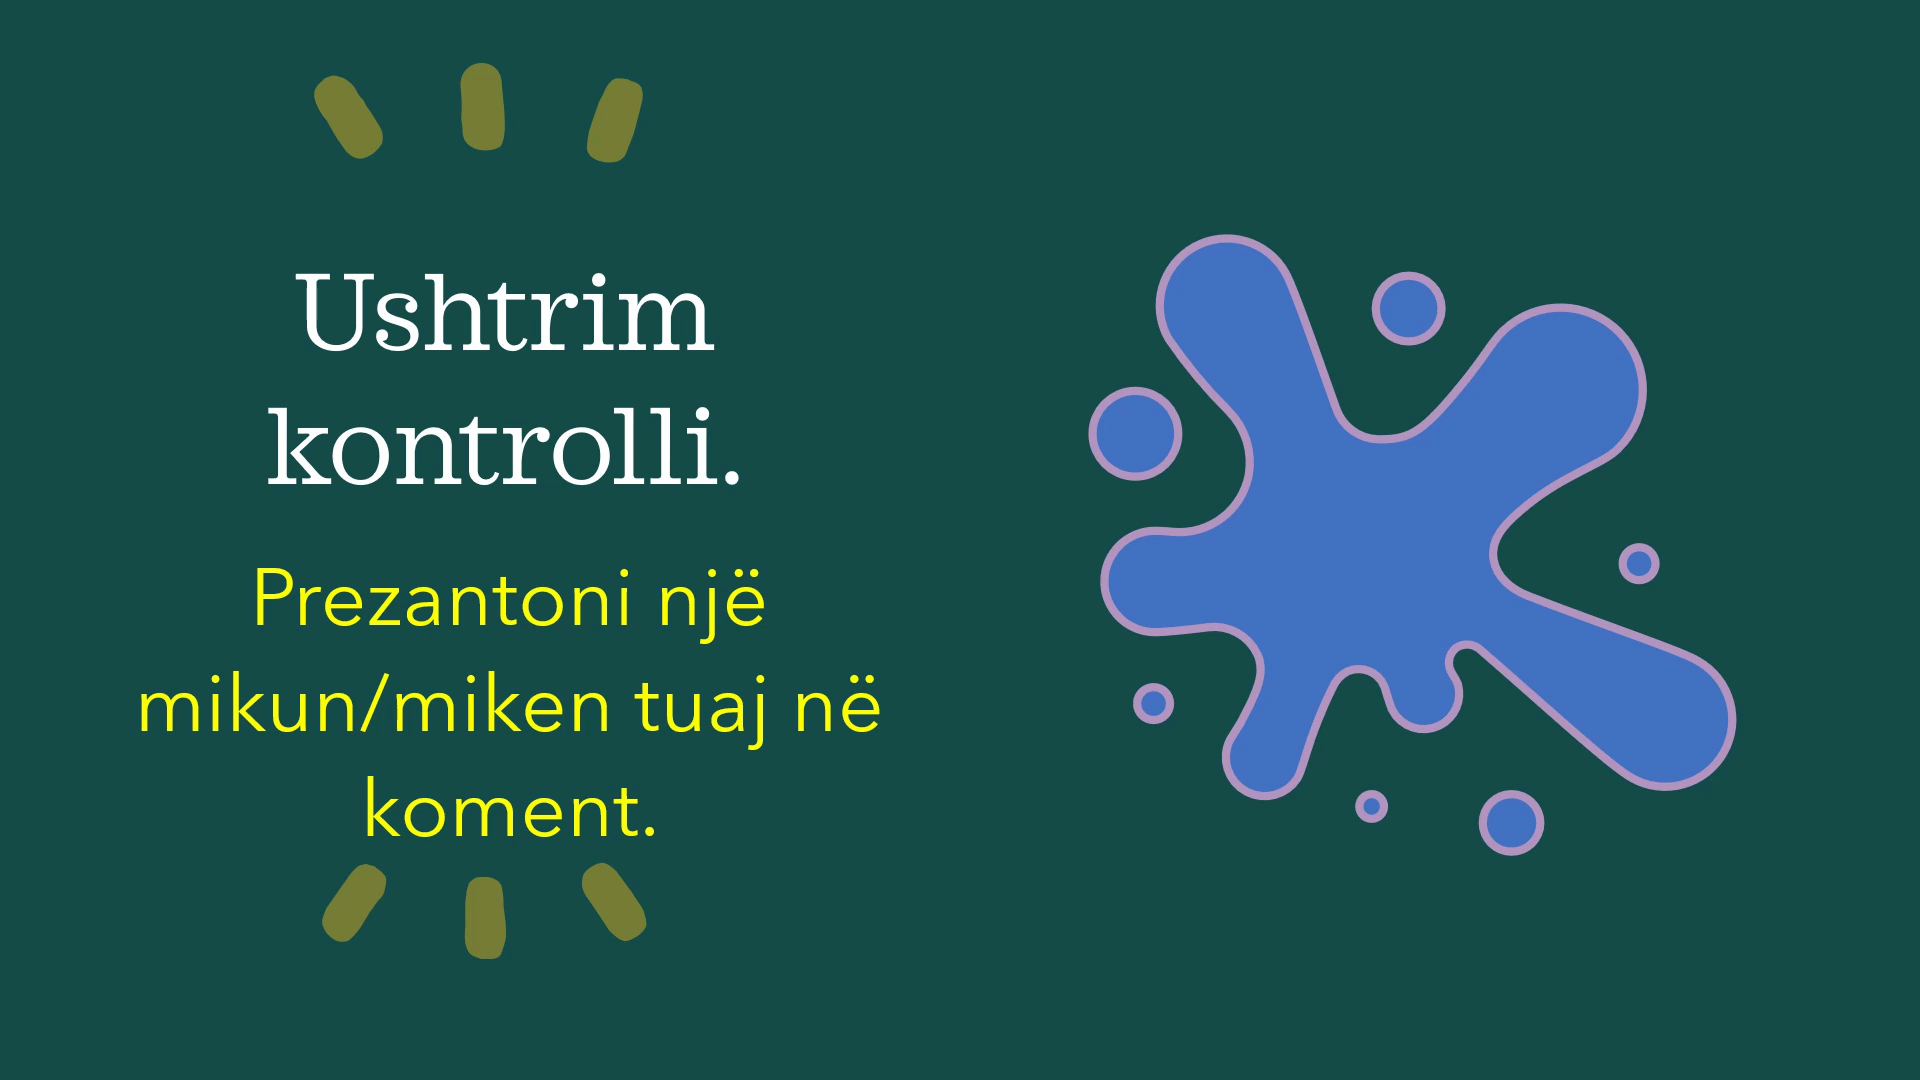 Ushtrim
kontrolli.
Prezantoni një
mikun/miken tuaj në
koment.